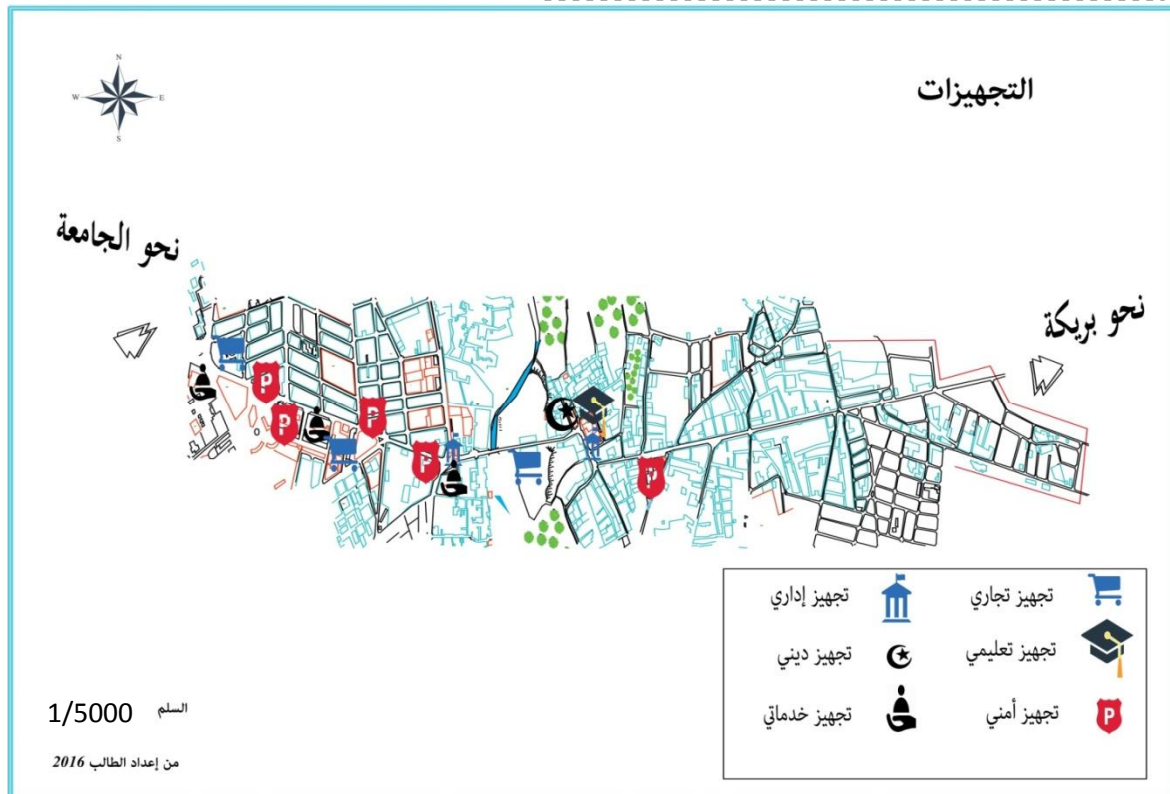 التجهيزات
N
W E
S
نحو الجامعة
نحو بريكة
تجهيز تجاري
تجهيز إداري
تجهيز تعليمي
تجهيز ديني
تجهيز أمني
تجهيز خدماتي
السلم 1/5000
من إعداد الطالب 2016